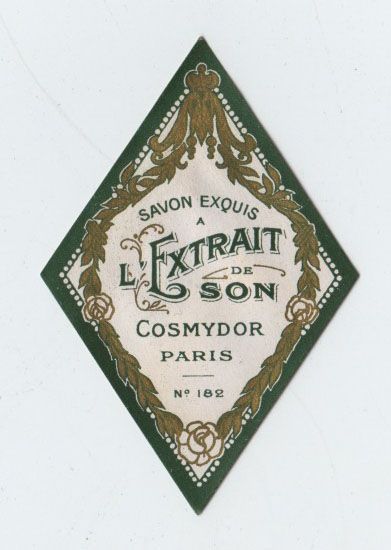 SAVON EXQUIS
A
L'EXTRAIT
DE
SON
COSMYDOR
PARIS
Nº 182